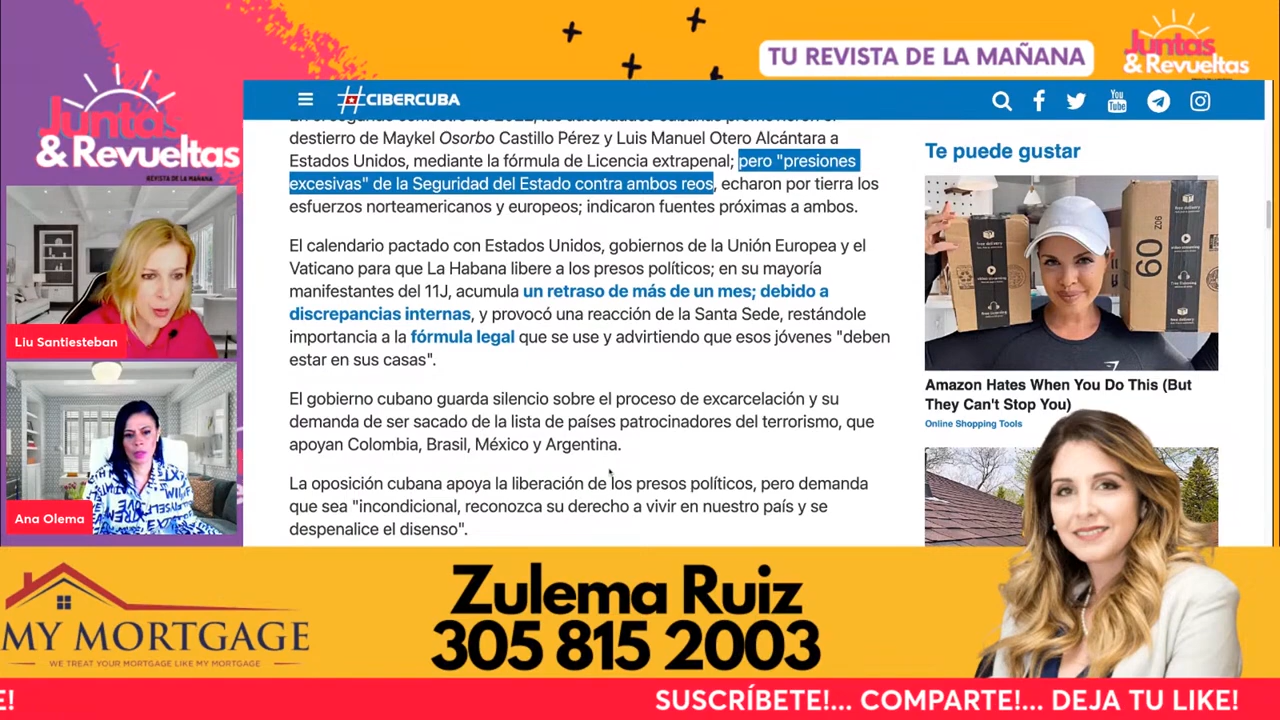 TU REVISTA DE LA MAÑANA
Juntas
& Revueltas
Juntas
& Revueltas
REVISTA DE LA MAÑANA
CIBERCUBA
You
Tube
destierro de Maykel Osorbo Castillo Pérez y Luis Manuel Otero Alcántara a
Estados Unidos, mediante la fórmula de Licencia extrapenal; pero "presiones
excesivas" de la Seguridad del Estado contra ambos reos, echaron por tierra los
esfuerzos norteamericanos y europeos; indicaron fuentes próximas a ambos.
El calendario pactado con Estados Unidos, gobiernos de la Unión Europea y el
Vaticano para que La Habana libere a los presos políticos; en su mayoría
manifestantes del 11J, acumula un retraso de más de un mes; debido a
discrepancias internas, y provocó una reacción de la Santa Sede, restándole
importancia a la fórmula legal que se use y advirtiendo que esos jóvenes "deben
estar en sus casas".
El gobierno cubano guarda silencio sobre el proceso de excarcelación y su
demanda de ser sacado de la lista de países patrocinadores del terrorismo, que
apoyan Colombia, Brasil, México y Argentina.
La oposición cubana apoya la liberación de los presos políticos, pero demanda
que sea "incondicional, reconozca su derecho a vivir en nuestro país y se
despenalice el disenso".
Te puede gustar
free delivery
60
Amazon Hates When You Do This (But
They Can't Stop You)
Online Shopping Tools
Liu Santiesteban
Ana Olema
MY MORTGAGE
WE TREAT YOUR MORTGAGE LIKE MY MORTGAGE
Zulema Ruiz
305 815 2003
E!
SUSCRÍBETE!... COMPARTE!... DEJA TU LIKE!